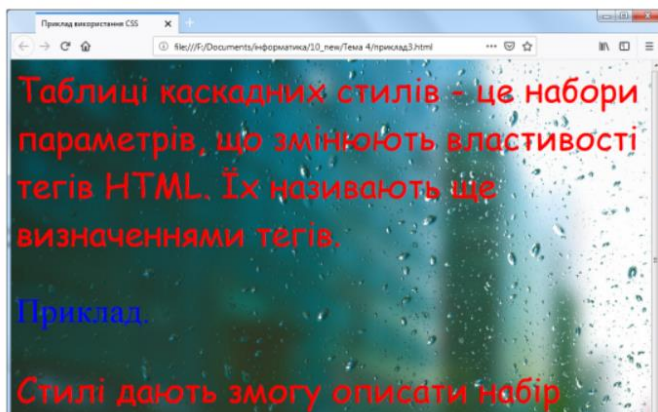 Приклад використання CSS
file:///F:/Documents/інформатика/10_new/Тема 4/приклад3.html
Таблиці каскадних стилів - це набори
параметрів, що змінюють властивості
тегів HTML. Їх називають ще
визначеннями тегів.
Приклад.
Стилі дають змогу описати набір